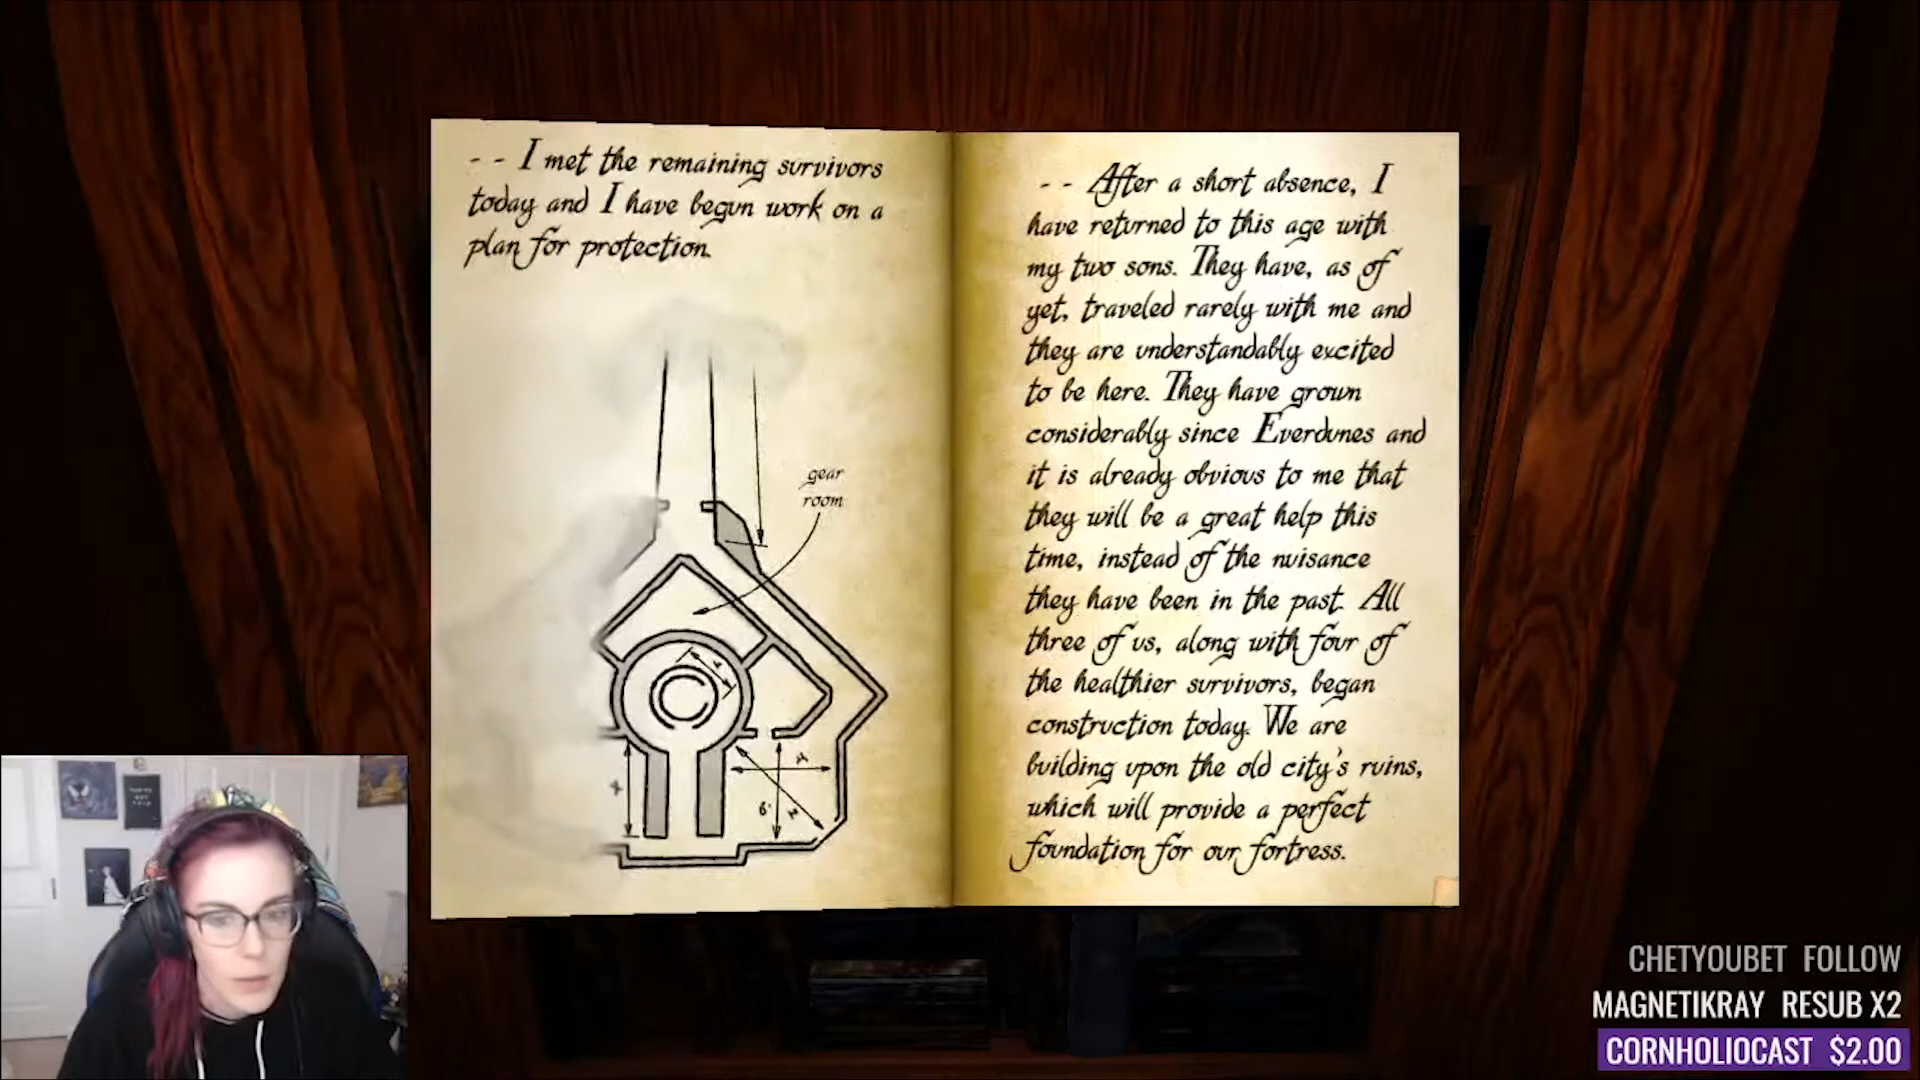 -- I met the remaining survivors
today and I have begun work on a
plan for protection.
gear
room
-- After a short absence, I
have returned to this age with
my two sons. They have, as of
yet, traveled rarely with me and
they are understandably excited
to be here. They have grown
considerably since Everdunes and
it is already obvious to me that
they will be a great help this
time, instead of the nuisance
they have been in the past. All
three of us, along with four of
the healthier survivors, began
construction today. We are
building upon the old city's ruins,
which will provide a perfect
foundation for our fortress.
CHETYOUBET FOLLOW
MAGNETIKRAY RESUB X2
CORNHOLIOCAST $2.00